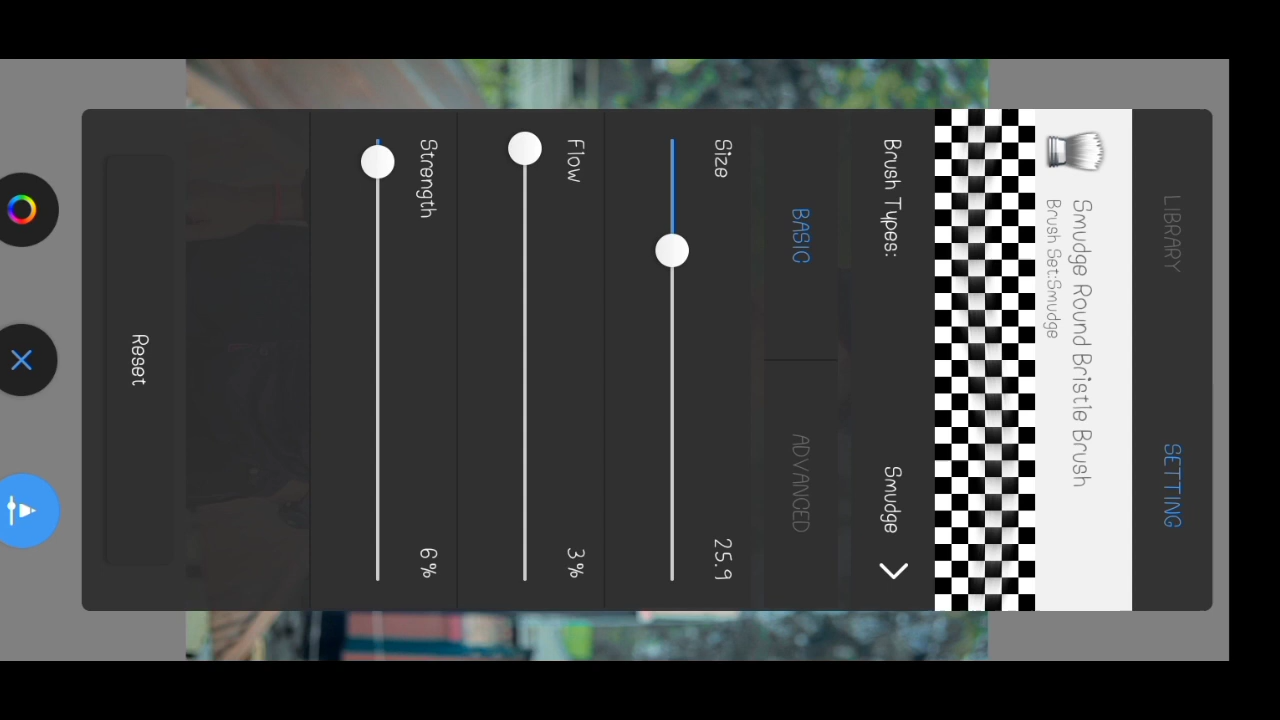 LIBRARY SETTING
Smudge Round Bristle Brush
Brush Set:Smudge
Brush Types: Smudge
BASIC ADVANCED
Size 25.9
Flow 3%
Strength 6%
Reset